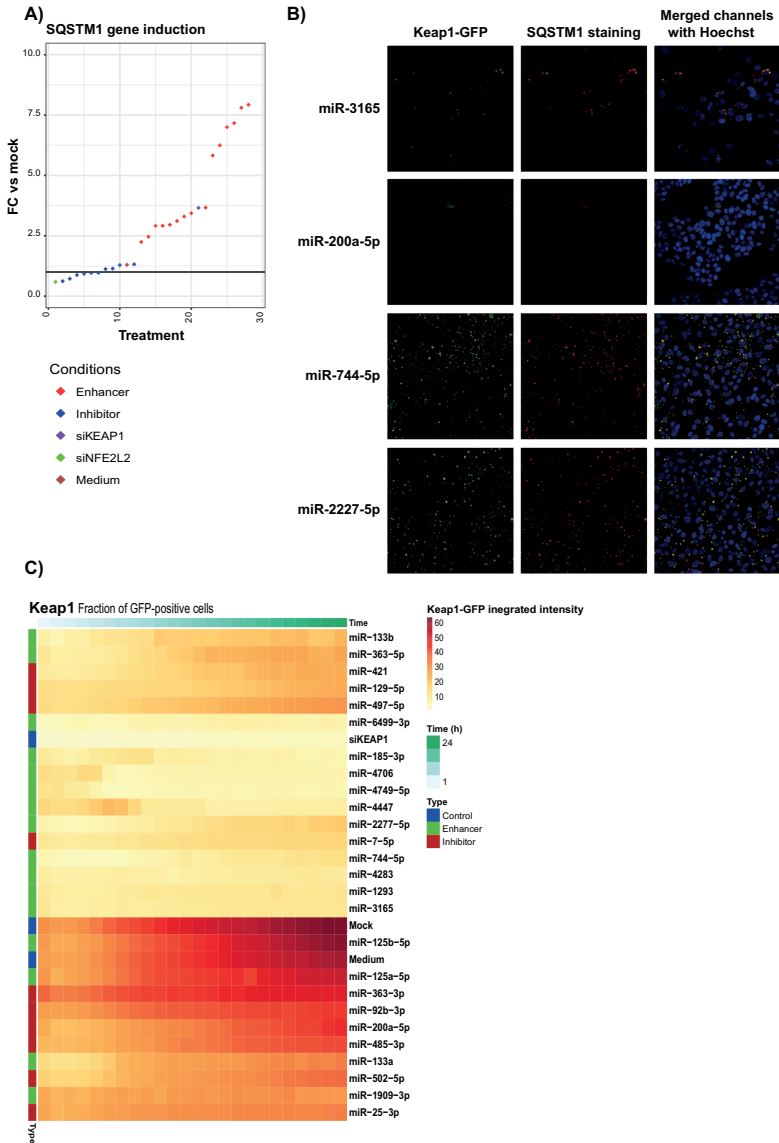 A)
SQSTM1 gene induction
FC vs mock
10.0
7.5
5.0
2.5
0.0
0
10
20
30
Treatment
Conditions
Enhancer
Inhibitor
siKEAP1
siNFE2L2
Medium
B)
Keap1-GFP
SQSTM1 staining
Merged channels
with Hoechst
miR-3165
miR-200a-5p
miR-744-5p
miR-2227-5p
C)
Keap1 Fraction of GFP-positive cells
Time
miR-133b
miR-363-5p
miR-421
miR-129-5p
miR-497-5p
miR-6499-3p
siKEAP1
miR-185-3p
miR-4706
miR-4749-5p
miR-4447
miR-2277-5p
miR-7-5p
miR-744-5p
miR-4283
miR-1293
miR-3165
Mock
miR-125b-5p
Medium
miR-125a-5p
miR-363-3p
miR-92b-3p
miR-200a-5p
miR-485-3p
miR-133a
miR-502-5p
miR-1909-3p
miR-25-3p
Type
Keap1-GFP inegrated intensity
60
50
40
30
20
10
Time (h)
24
1
Type
Control
Enhancer
Inhibitor